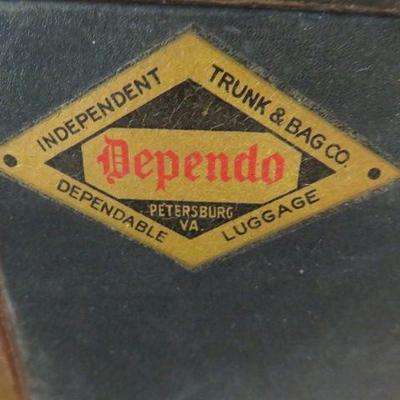 INDEPENDENT TRUNK & BAG CO.
Dependo
PETERSBURG
VA.
DEPENDABLE LUGGAGE